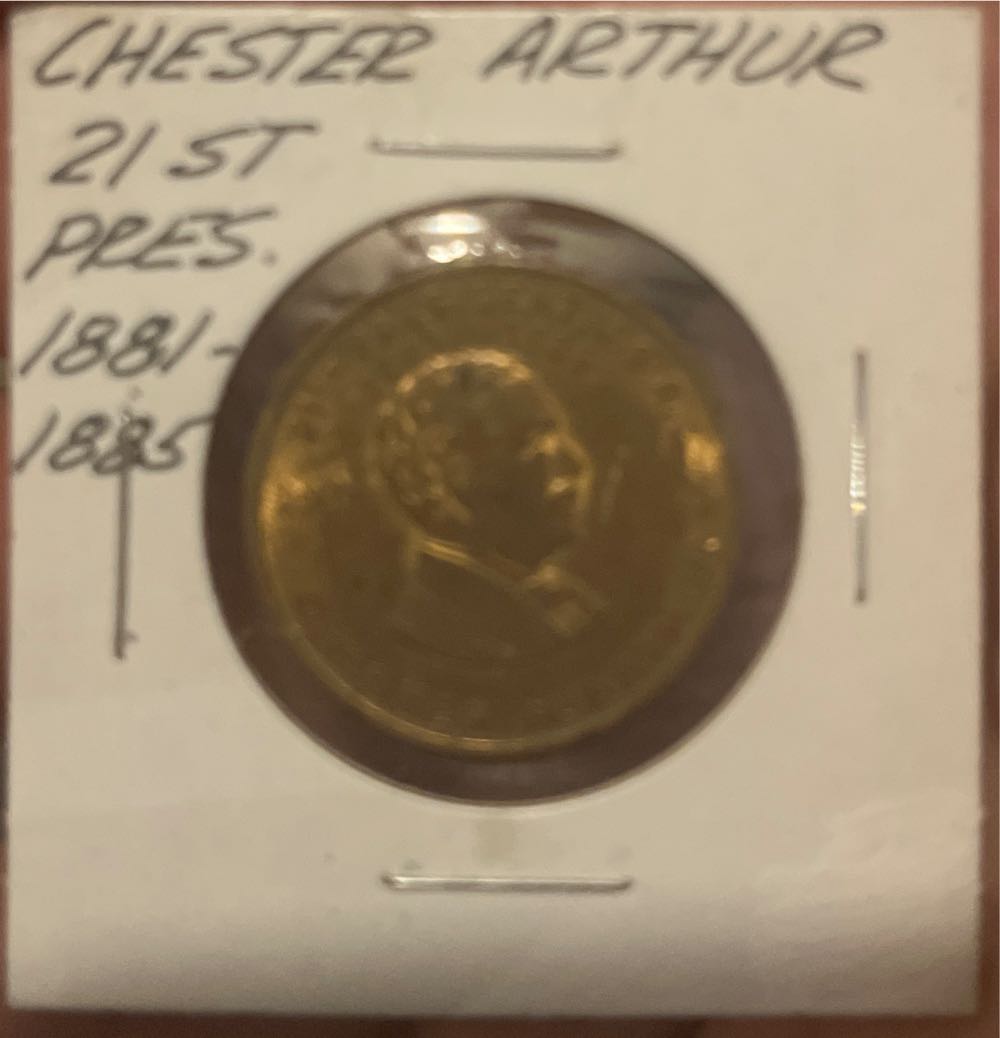 CHESTER ARTHUR
21 ST
PRES.
1881-
1885